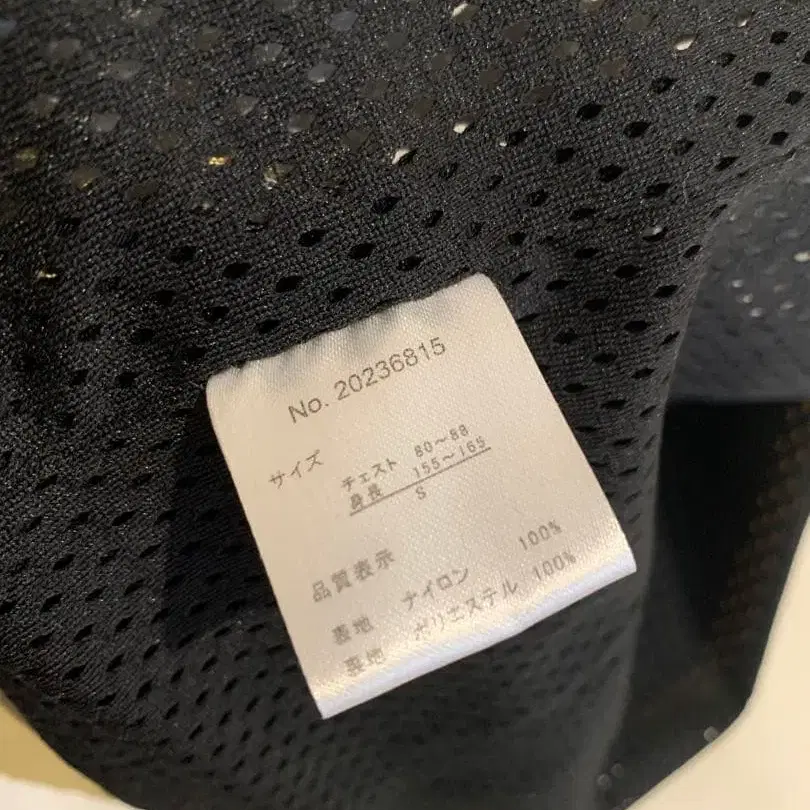 No. 20236815
サイズ
チェスト 80～88
身長 155～165
S
品質表示
表地 ナイロン 100%
裏地 ポリエステル 100%